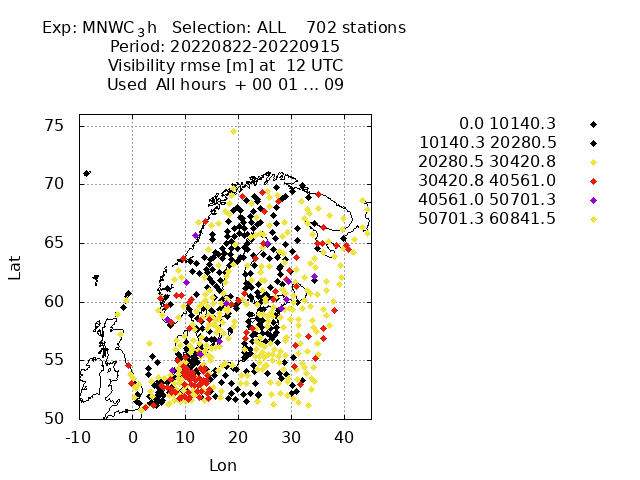 Exp: MNWC_3h   Selection: ALL    702 stations
Period: 20220822-20220915
Visibility rmse [m] at  12 UTC
Used  All hours  + 00 01 ... 09
0.0 10140.3
10140.3 20280.5
20280.5 30420.8
30420.8 40561.0
40561.0 50701.3
50701.3 60841.5
75
70
65
60
55
50
Lat
-10 0 10 20 30 40
Lon